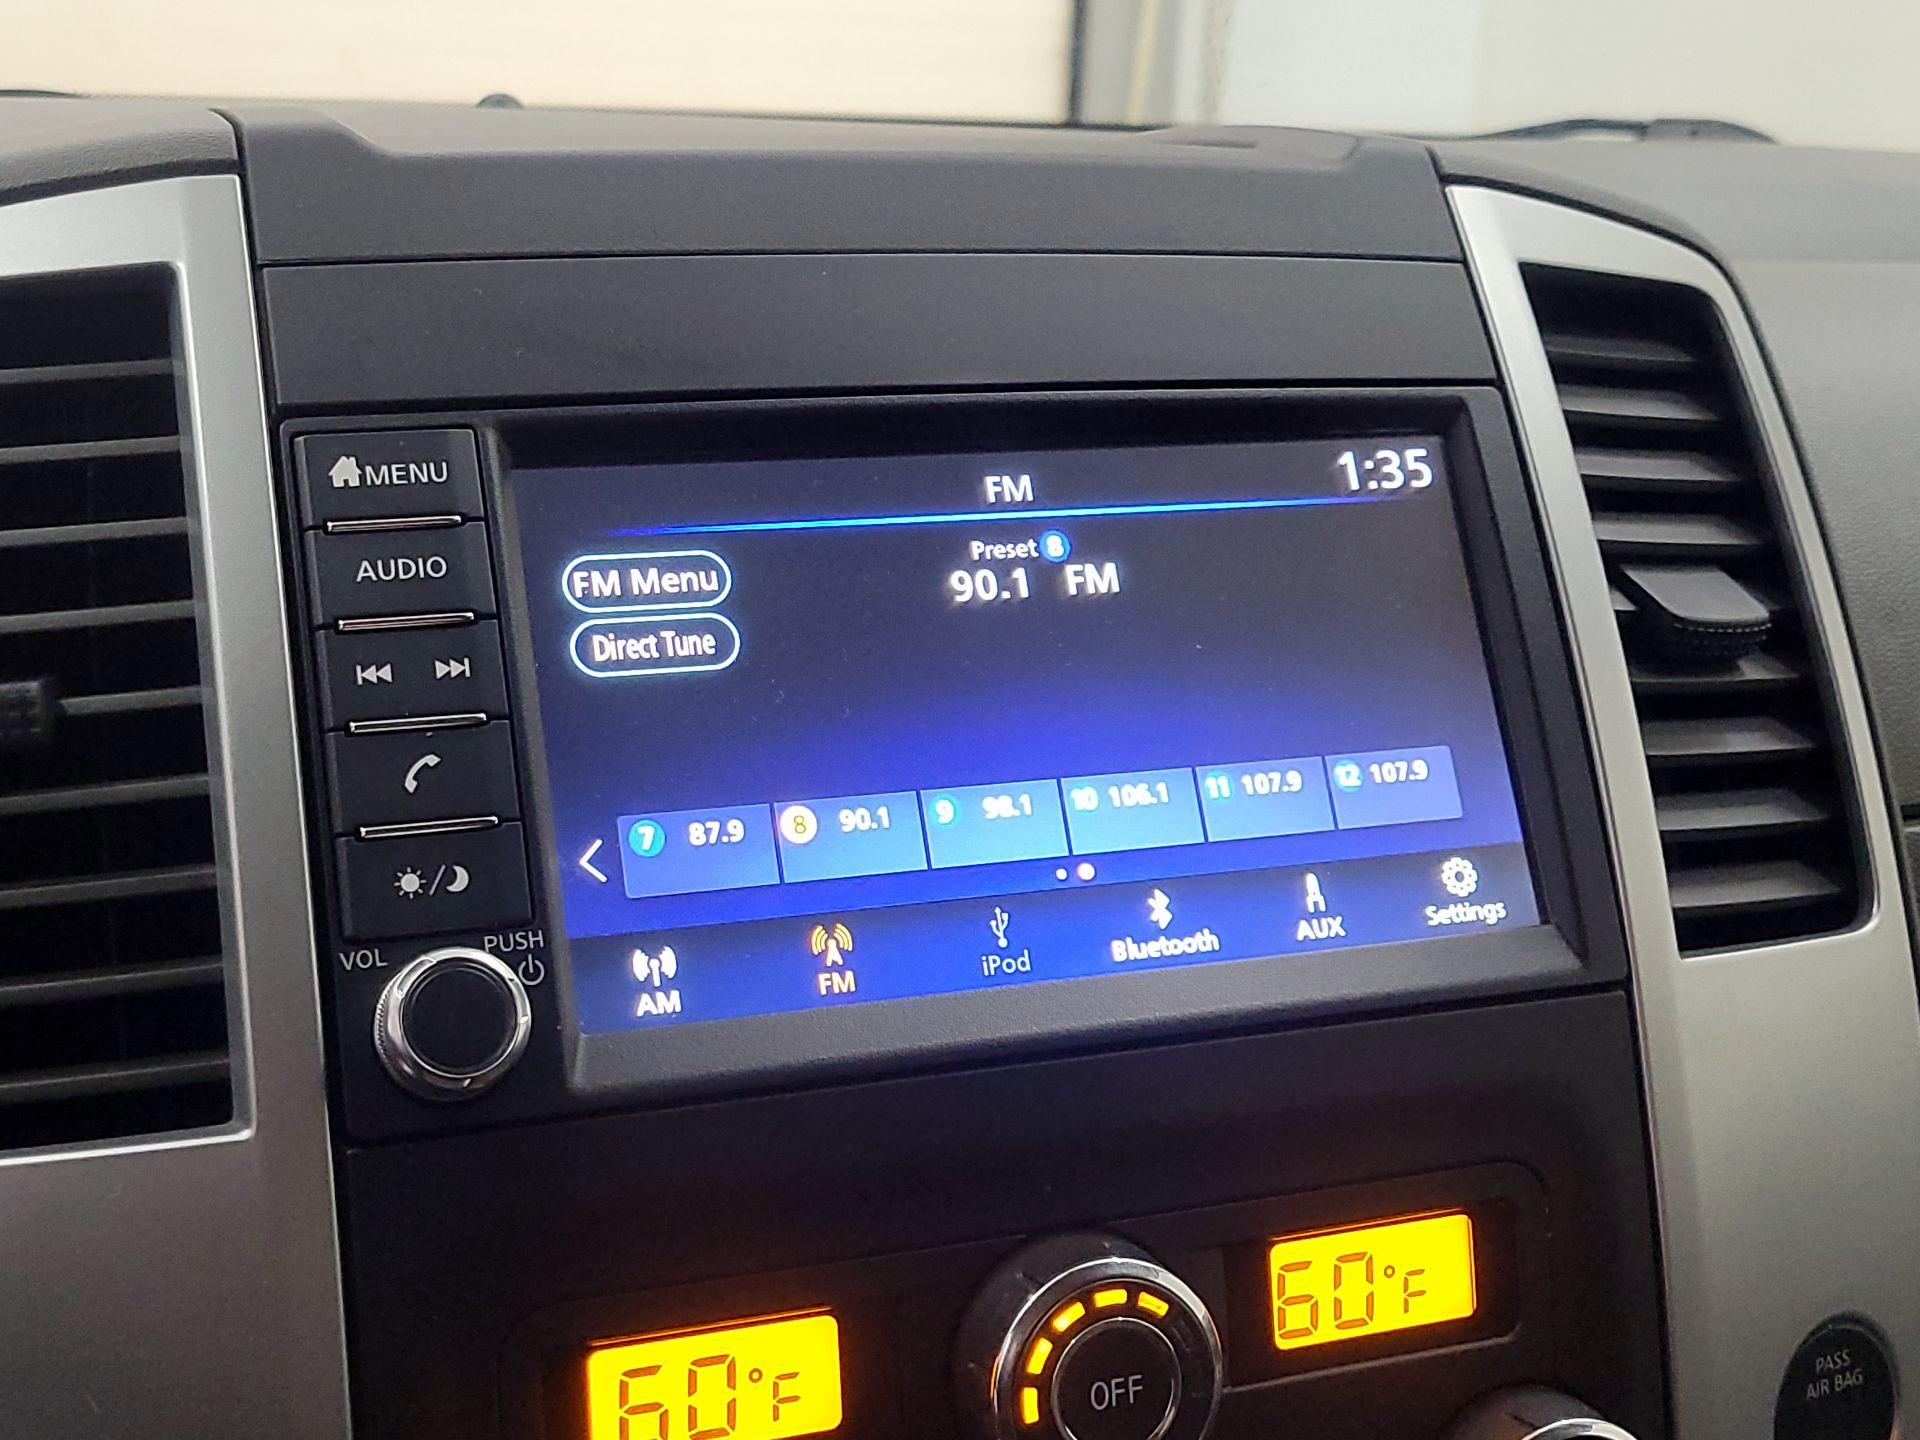 MENU
AUDIO
VOL
PUSH
FM
1:35
FM Menu
Direct Tune
Preset 8
90.1 FM
7 87.9
8 90.1
9 98.1
10 106.1
11 107.9
12 107.9
AM
FM
iPod
Bluetooth
AUX
Settings
60°F
OFF
60°F
PASS
AIR BAG